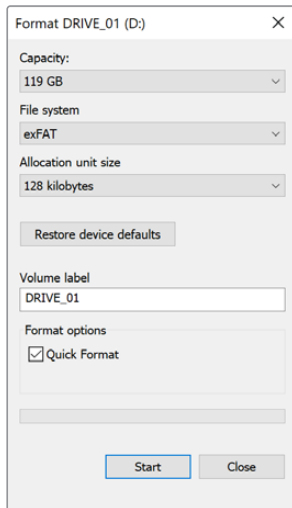 Format DRIVE_01 (D:)
Capacity:
119 GB
File system
exFAT
Allocation unit size
128 kilobytes
Restore device defaults
Volume label
DRIVE_01
Format options
Quick Format
Start Close